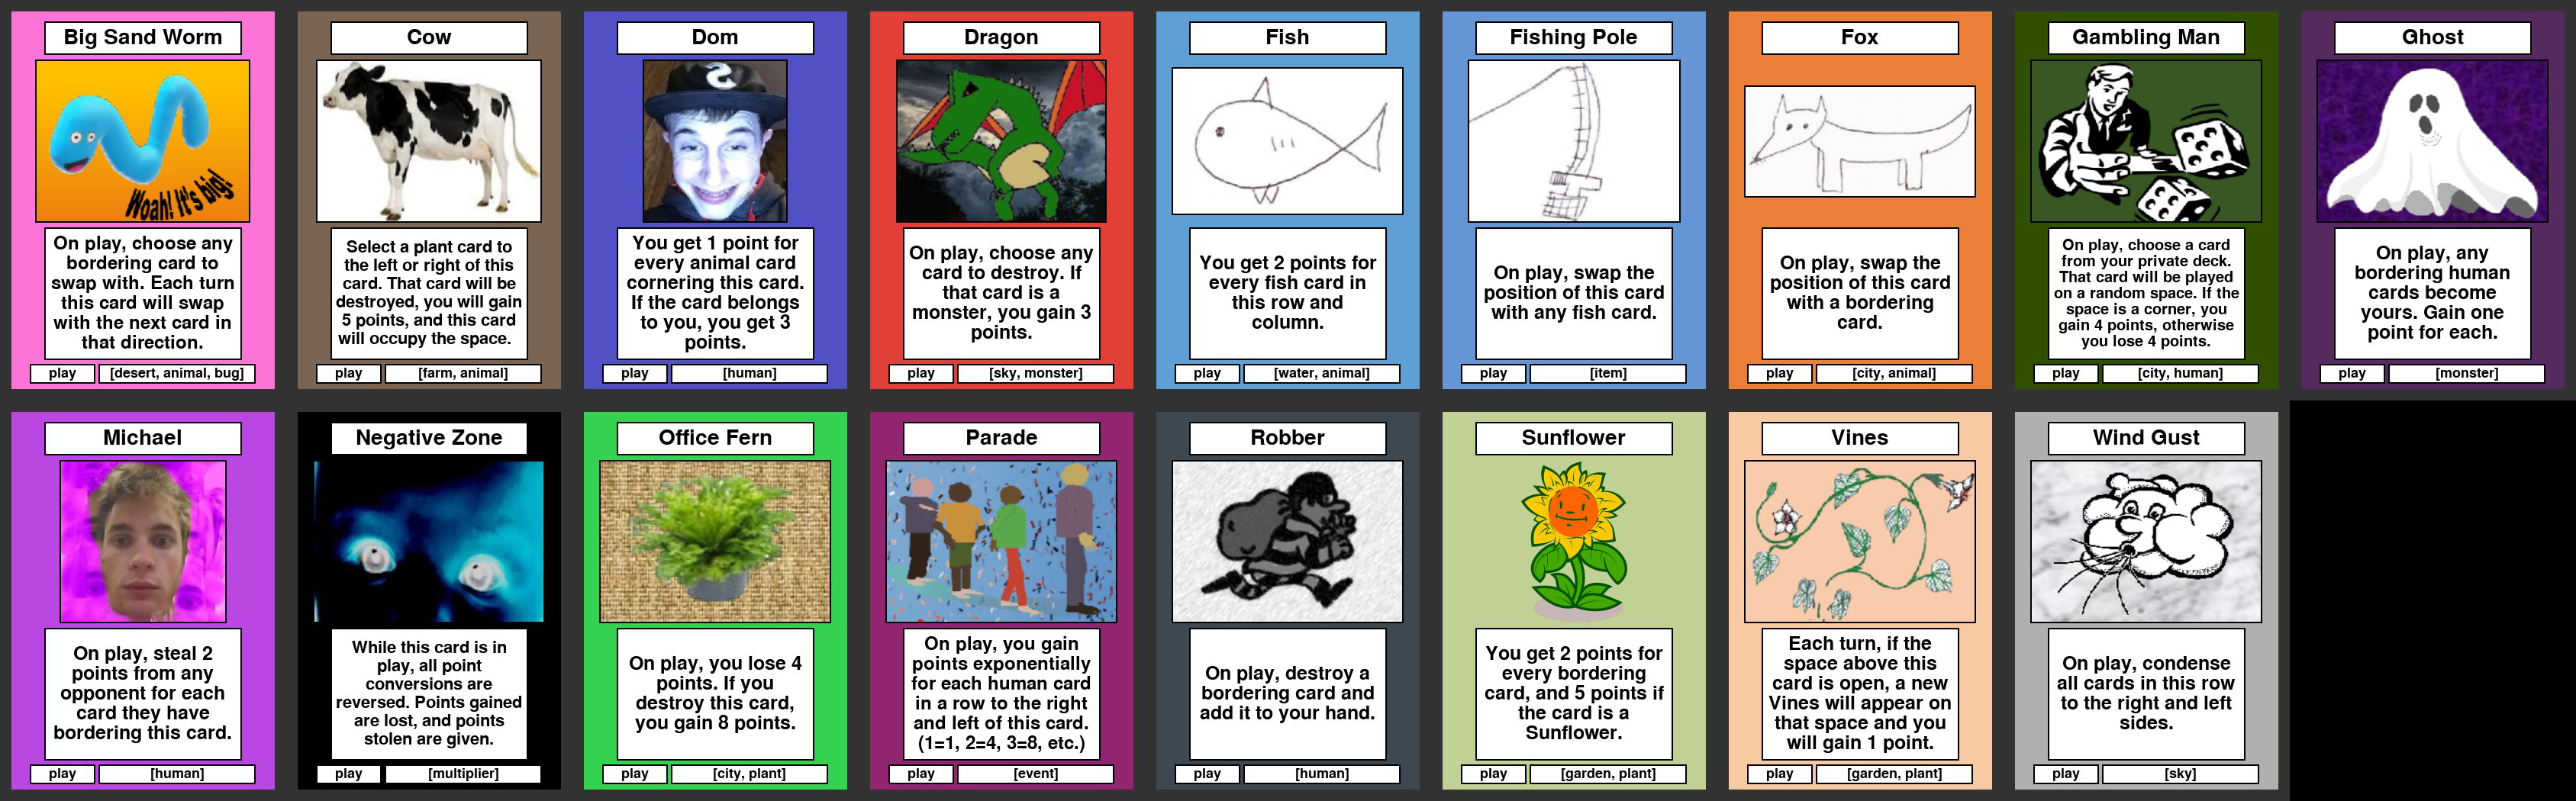 Big Sand Worm
Woah! It's big!
On play, choose any
bordering card to
swap with. Each turn
this card will swap
with the next card in
that direction.
play
[desert, animal, bug]
Cow
Select a plant card to
the left or right of this
card. That card will be
destroyed, you will gain
5 points, and this card
will occupy the space.
play
[farm, animal]
Dom
You get 1 point for
every animal card
cornering this card.
If the card belongs
to you, you get 3
points.
play
[human]
Dragon
On play, choose any
card to destroy. If
that card is a
monster, you gain 3
points.
play
[sky, monster]
Fish
You get 2 points for
every fish card in
this row and
column.
play
[water, animal]
Fishing Pole
On play, swap the
position of this card
with any fish card.
play
[item]
Fox
On play, swap the
position of this card
with a bordering
card.
play
[city, animal]
Gambling Man
On play, choose a card
from your private deck.
That card will be played
on a random space. If the
space is a corner, you
gain 4 points, otherwise
you lose 4 points.
play
[city, human]
Ghost
On play, any
bordering human
cards become
yours. Gain one
point for each.
play
[monster]
Michael
On play, steal 2
points from any
opponent for each
card they have
bordering this card.
play
[human]
Negative Zone
While this card is in
play, all point
conversions are
reversed. Points gained
are lost, and points
stolen are given.
play
[multiplier]
Office Fern
On play, you lose 4
points. If you
destroy this card,
you gain 8 points.
play
[city, plant]
Parade
On play, you gain
points exponentially
for each human card
in a row to the right
and left of this card.
(1=1, 2=4, 3=8, etc.)
play
[event]
Robber
On play, destroy a
bordering card and
add it to your hand.
play
[human]
Sunflower
You get 2 points for
every bordering
card, and 5 points if
the card is a
Sunflower.
play
[garden, plant]
Vines
Each turn, if the
space above this
card is open, a new
Vines will appear on
that space and you
will gain 1 point.
play
[garden, plant]
Wind Gust
On play, condense
all cards in this row
to the right and left
sides.
play
[sky]